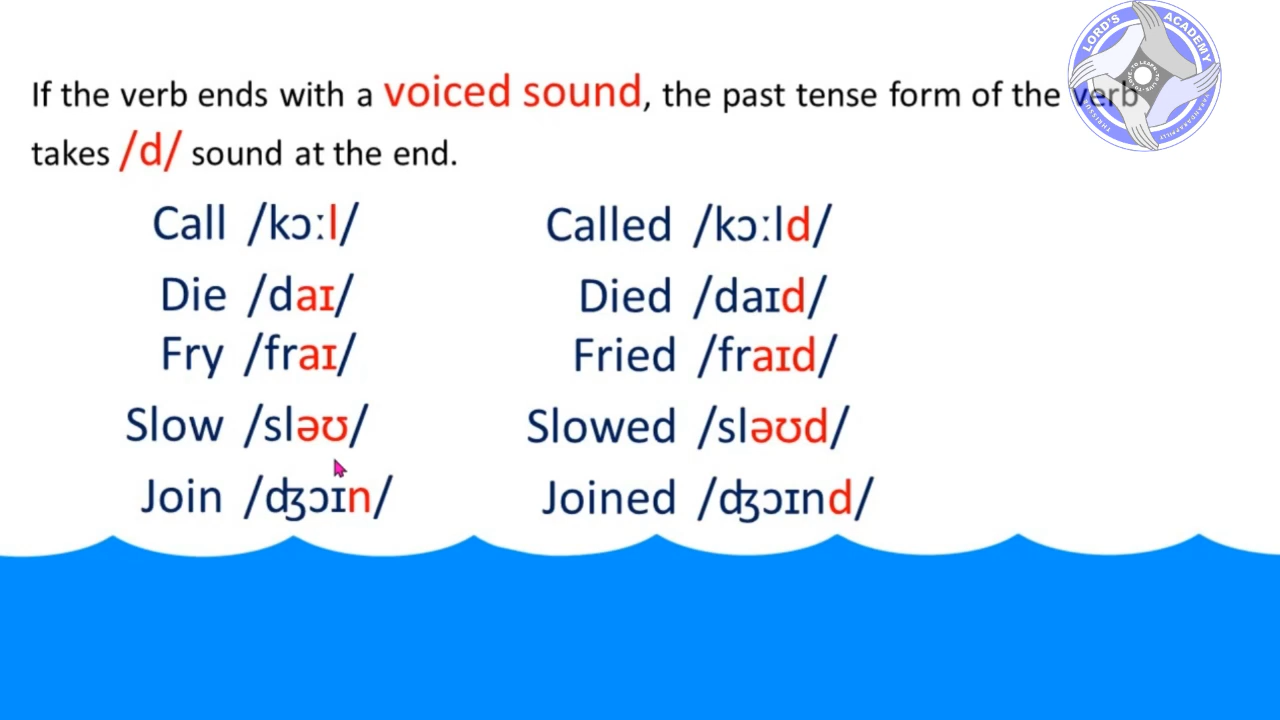 If the verb ends with a voiced sound, the past tense form of the verb
takes /d/ sound at the end.
Call /kɔːl/ Called /kɔːld/
Die /daɪ/ Died /daɪd/
Fry /fraɪ/ Fried /fraɪd/
Slow /sləʊ/ Slowed /sləʊd/
Join /ʤɔɪn/ Joined /ʤɔɪnd/
LORD'S ACADEMY